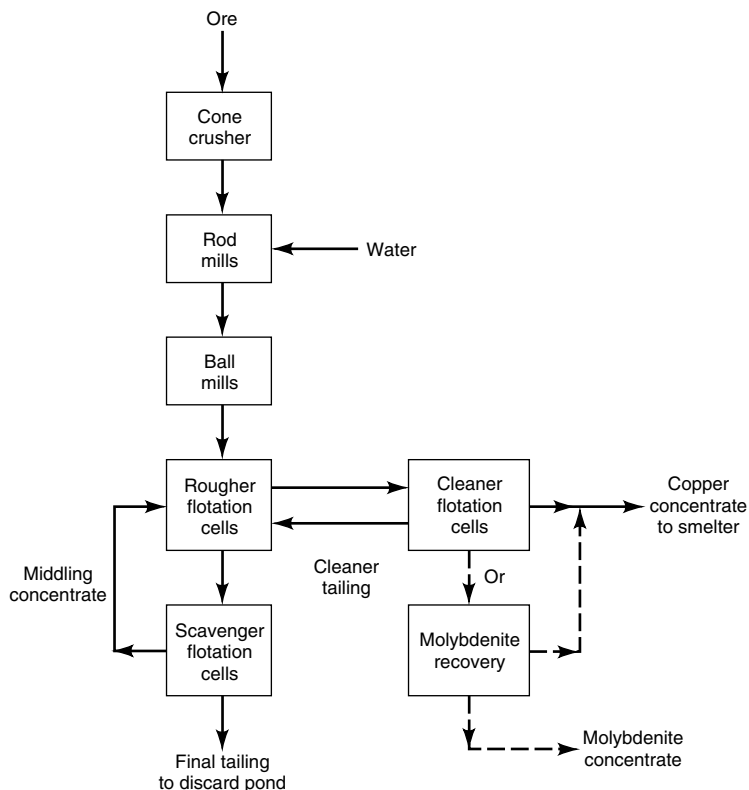 Ore
Cone
crusher
Rod
mills
Water
Ball
mills
Rougher
flotation
cells
Cleaner
flotation
cells
Copper
concentrate
to smelter
Middling
concentrate
Cleaner
tailing
Or
Scavenger
flotation
cells
Molybdenite
recovery
Final tailing
to discard pond
Molybdenite
concentrate